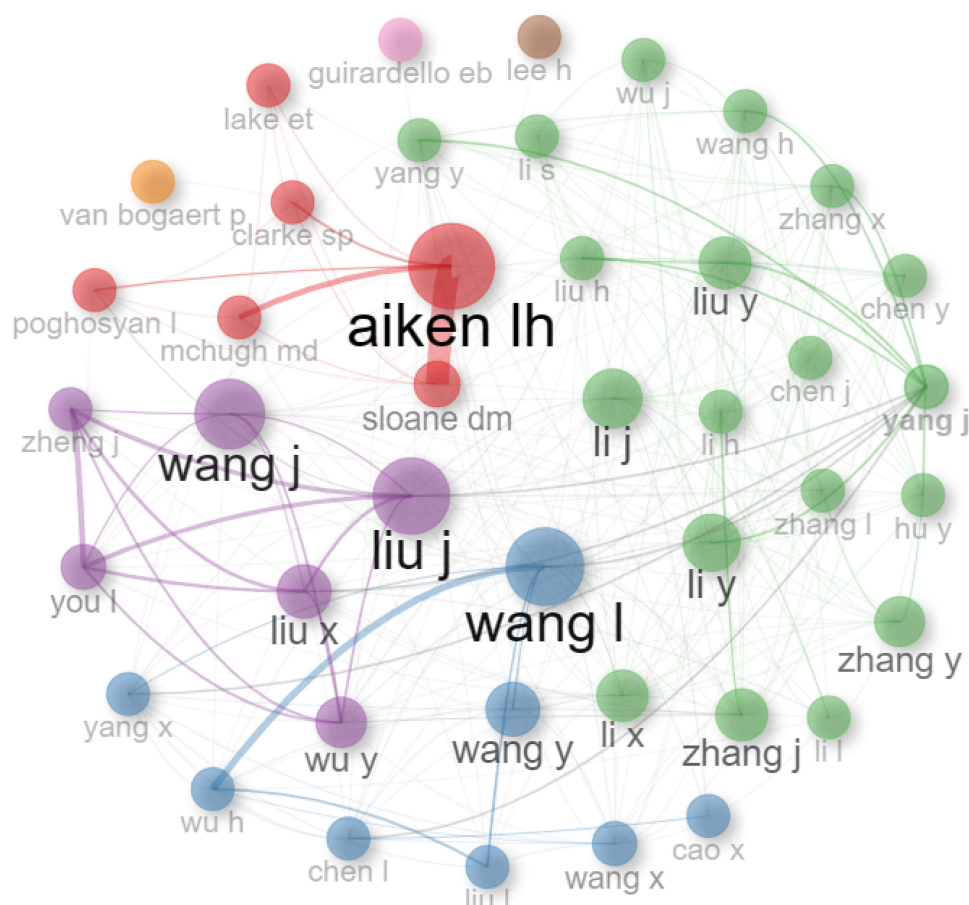 guirardello eb
lee h
wu j
lake et
wang h
yang y
li s
van bogaert p
clarke sp
zhang x
liu h
liu y
chen y
poghosyan l
mchugh md
aiken lh
chen j
sloane dm
yang j
zheng j
wang j
li j
li h
zhang l
hu y
liu j
li y
you l
liu x
wang l
zhang y
yang x
wu y
wang y
li x
zhang j
li l
wu h
chen l
wang x
cao x
liu l